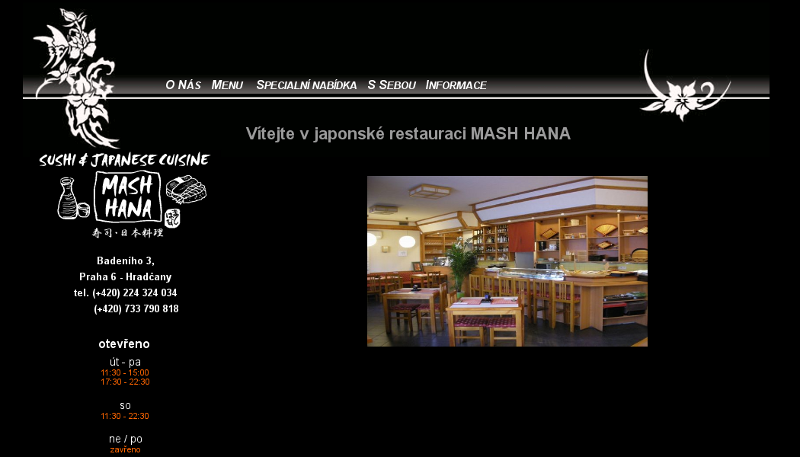 O NÁS MENU SPECIALNÍ NABÍDKA S SEBOU INFORMACE
Vítejte v japonské restauraci MASH HANA
SUSHI & JAPANESE CUISINE
MASH
HANA
寿司・日本料理
Badeního 3,
Praha 6 - Hradčany
tel. (+420) 224 324 034
(+420) 733 790 818
otevřeno
út - pa
11:30 - 15:00
17:30 - 22:30
so
11:30 - 22:30
ne / po
zavřeno